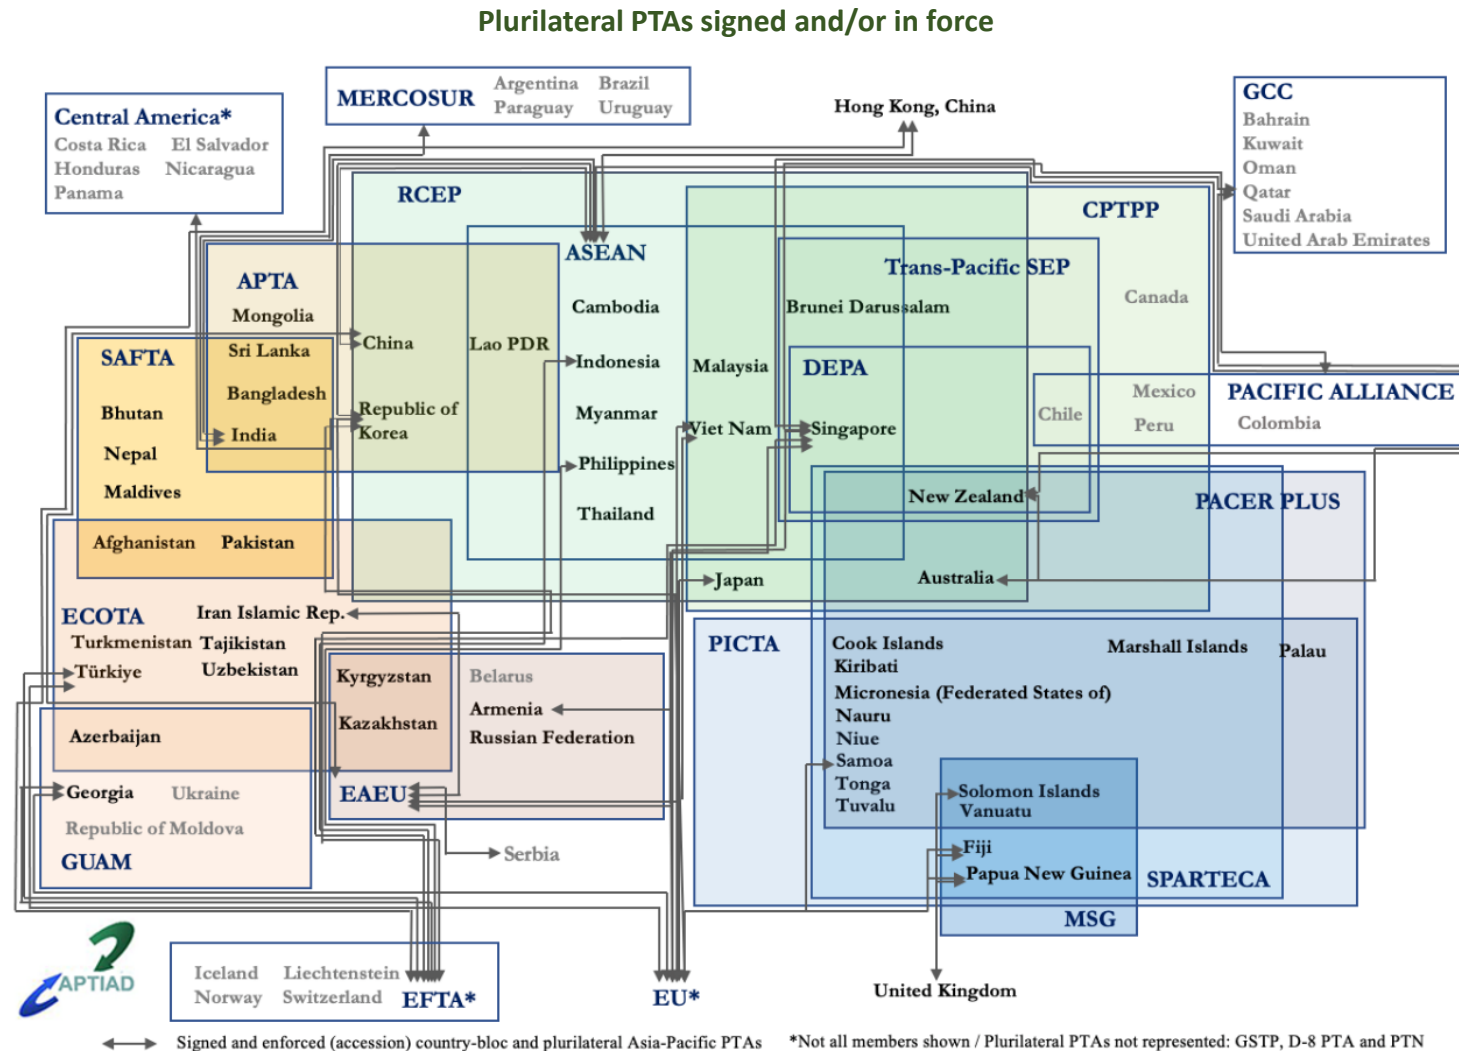 Plurilateral PTAs signed and/or in force
MERCOSUR
Argentina Brazil
Paraguay Uruguay
Central America*
Costa Rica El Salvador
Honduras Nicaragua
Panama
Hong Kong, China
GCC
Bahrain
Kuwait
Oman
Qatar
Saudi Arabia
United Arab Emirates
RCEP
CPTPP
ASEAN
Trans-Pacific SEP
APTA
Mongolia
Sri Lanka
Bangladesh
India
China
Republic of
Korea
Lao PDR
Cambodia
Indonesia
Myanmar
Philippines
Thailand
Brunei Darussalam
Malaysia
Viet Nam
DEPA
Singapore
New Zealand
Canada
Chile
Mexico
Peru
PACIFIC ALLIANCE
Colombia
SAFTA
Bhutan
Nepal
Maldives
Afghanistan Pakistan
PACER PLUS
Japan
Australia
ECOTA
Iran Islamic Rep.
Turkmenistan Tajikistan
Türkiye Uzbekistan
Kyrgyzstan
Kazakhstan
Belarus
Armenia
Russian Federation
EAEU
Azerbaijan
Georgia Ukraine
Republic of Moldova
GUAM
Serbia
PICTA
Cook Islands
Kiribati
Micronesia (Federated States of)
Nauru
Niue
Samoa
Tonga
Tuvalu
Marshall Islands
Palau
Solomon Islands
Vanuatu
Fiji
Papua New Guinea
SPARTECA
MSG
APTIAD
Iceland Liechtenstein
Norway Switzerland
EFTA*
EU*
United Kingdom
Signed and enforced (accession) country-bloc and plurilateral Asia-Pacific PTAs
*Not all members shown / Plurilateral PTAs not represented: GSTP, D-8 PTA and PTN